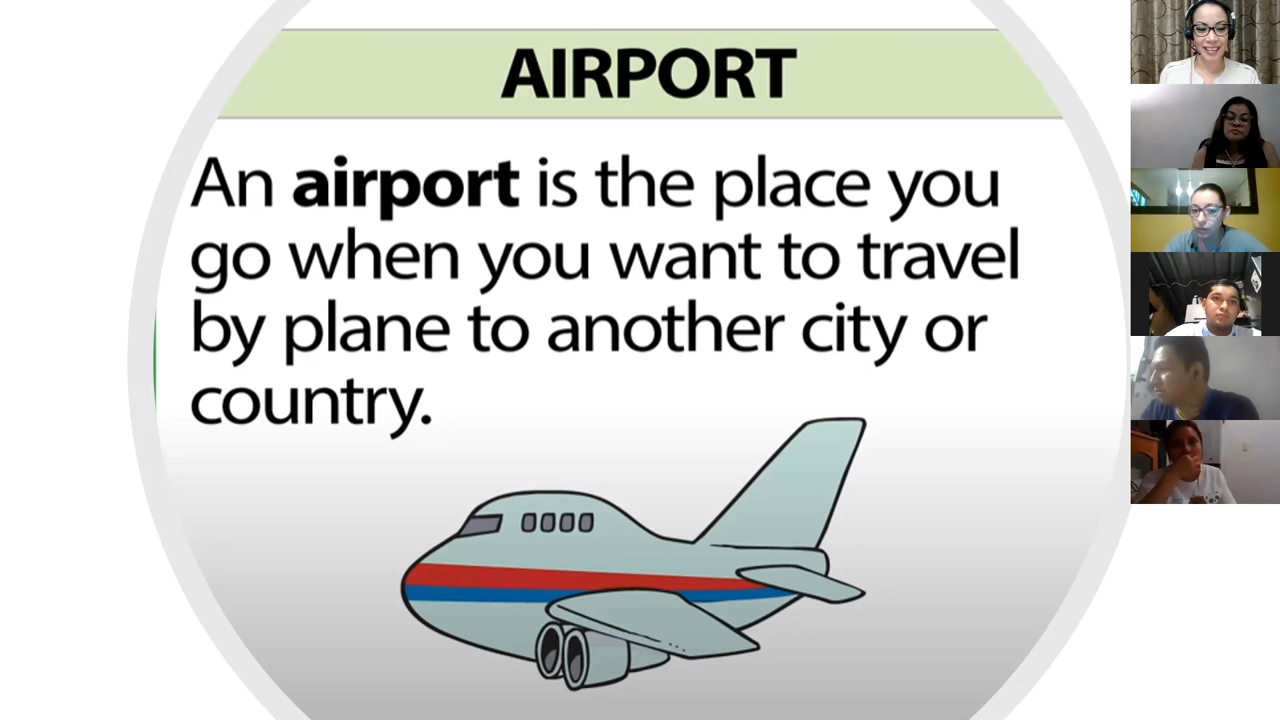 AIRPORT
An airport is the place you
go when you want to travel
by plane to another city or
country.